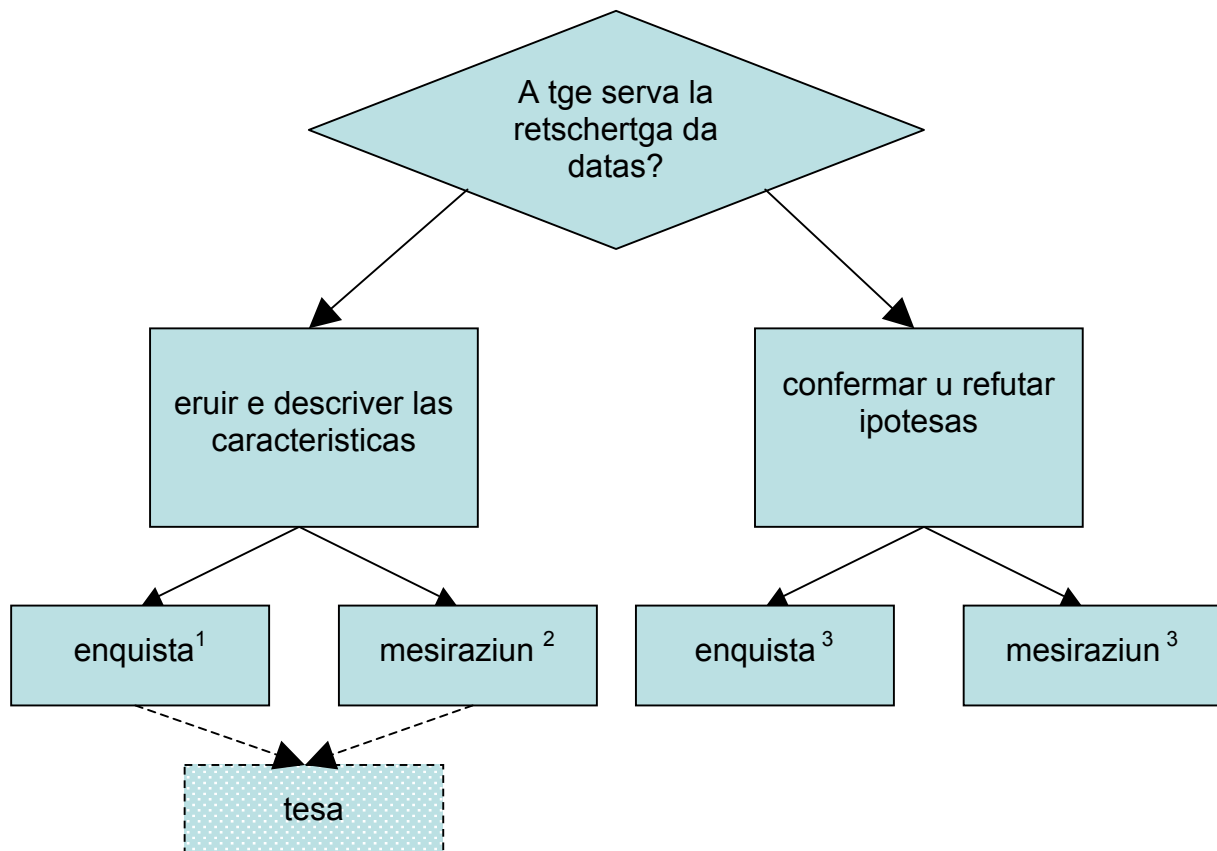 A tge serva la
retschertga da
datas?
eruir e descriver las
caracteristicas
confermar u refutar
ipotesas
enquista¹
mesiraziun ²
enquista ³
mesiraziun ³
tesa